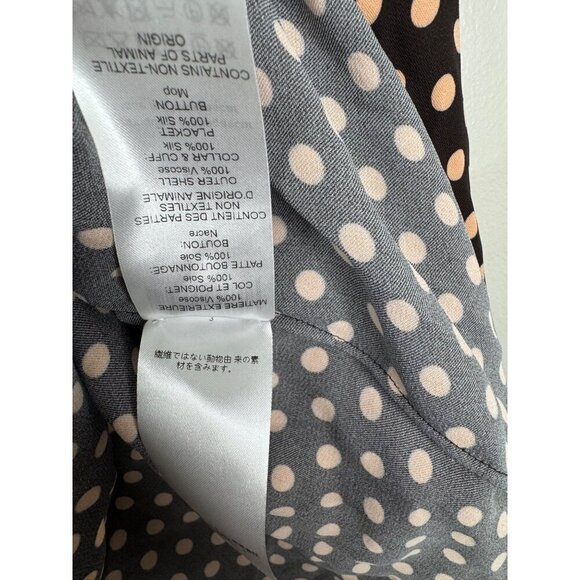 MATIERE EXTERIEURE
100% Viscose
COL ET POIGNET:
100% Soie
PATTE BOUTONNAGE:
100% Soie
BOUTON:
Nacre
CONTIENT DES PARTIES
NON TEXTILES
D'ORIGINE ANIMALE
OUTER SHELL
100% Viscose
COLLAR & CUFF:
100% Silk
PLACKET
100% Silk
BUTTON:
Mop
CONTAINS NON-TEXTILE
PARTS OF ANIMAL
ORIGIN
繊維ではない動物由 来の素
材を含みます。